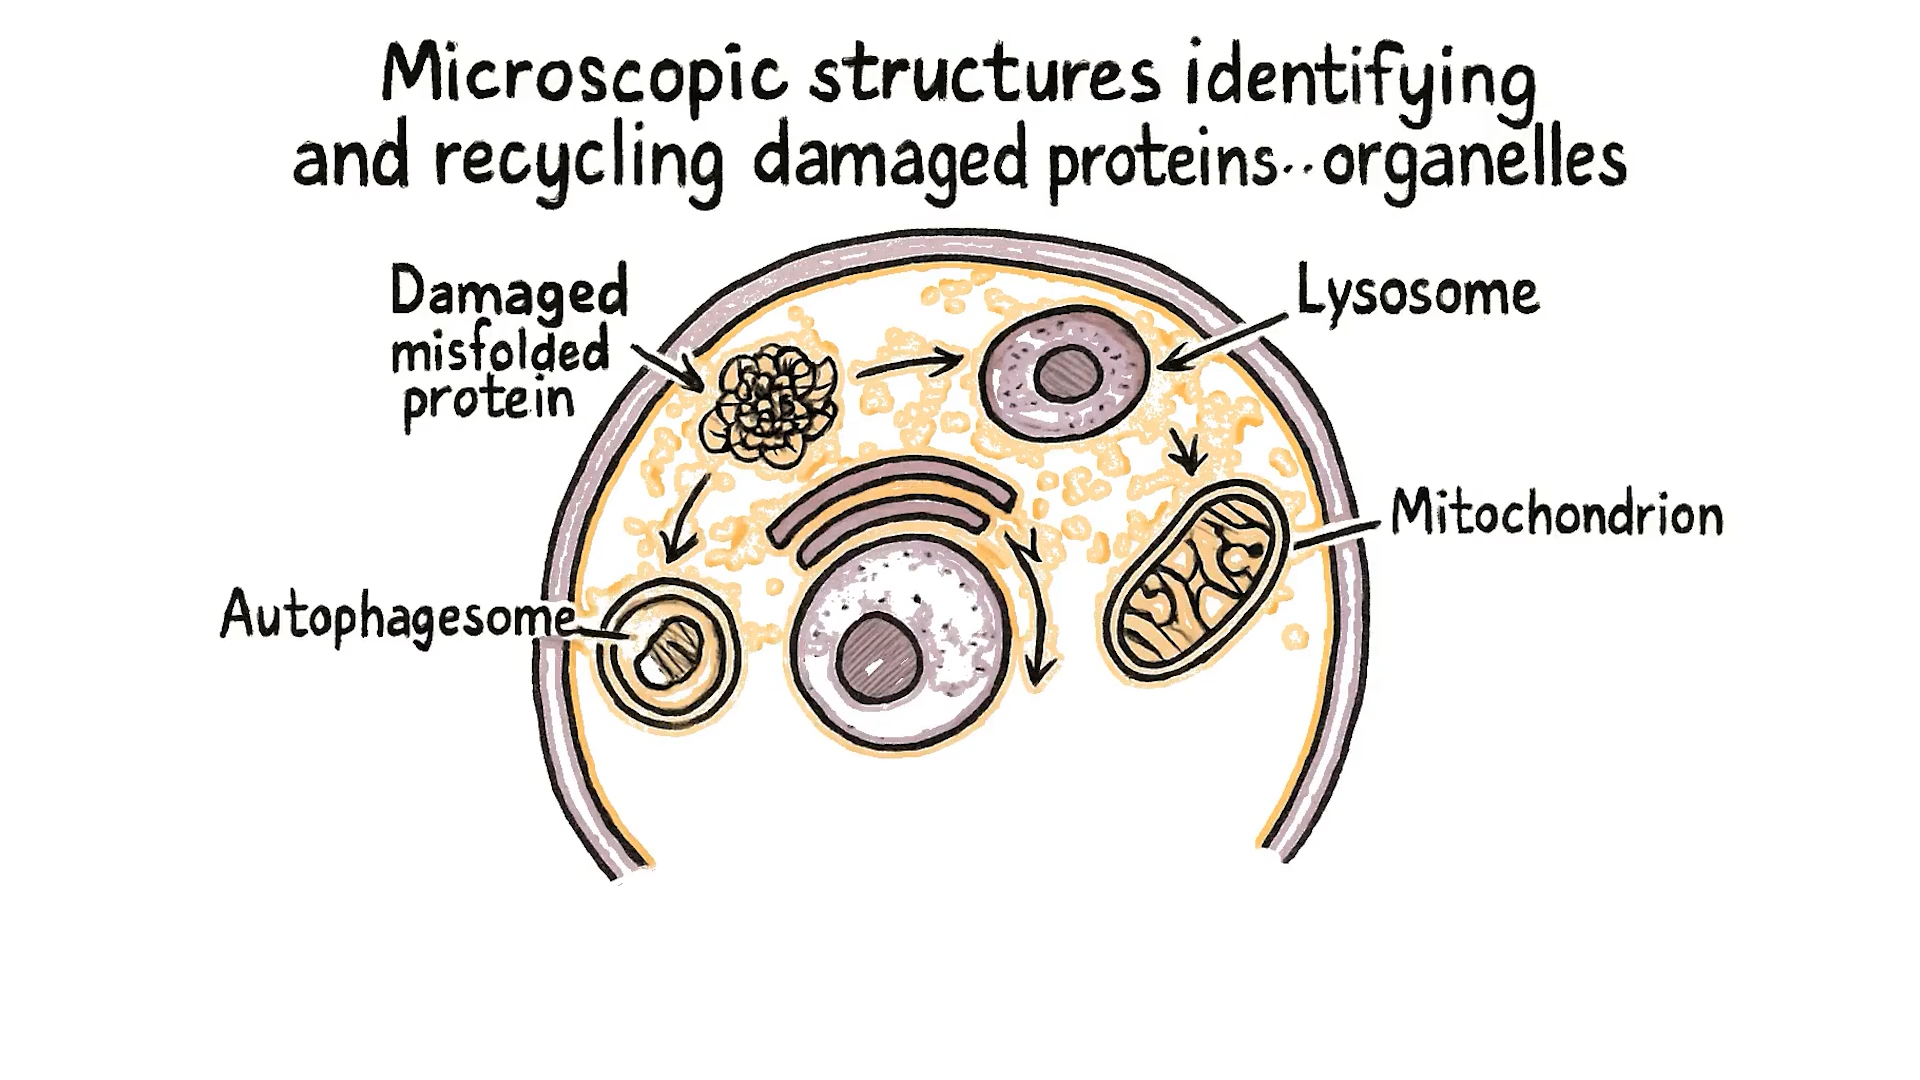 Microscopic structures identifying
and recycling damaged proteins..organelles
Damaged
misfolded
protein
Lysosome
Mitochondrion
Autophagesome